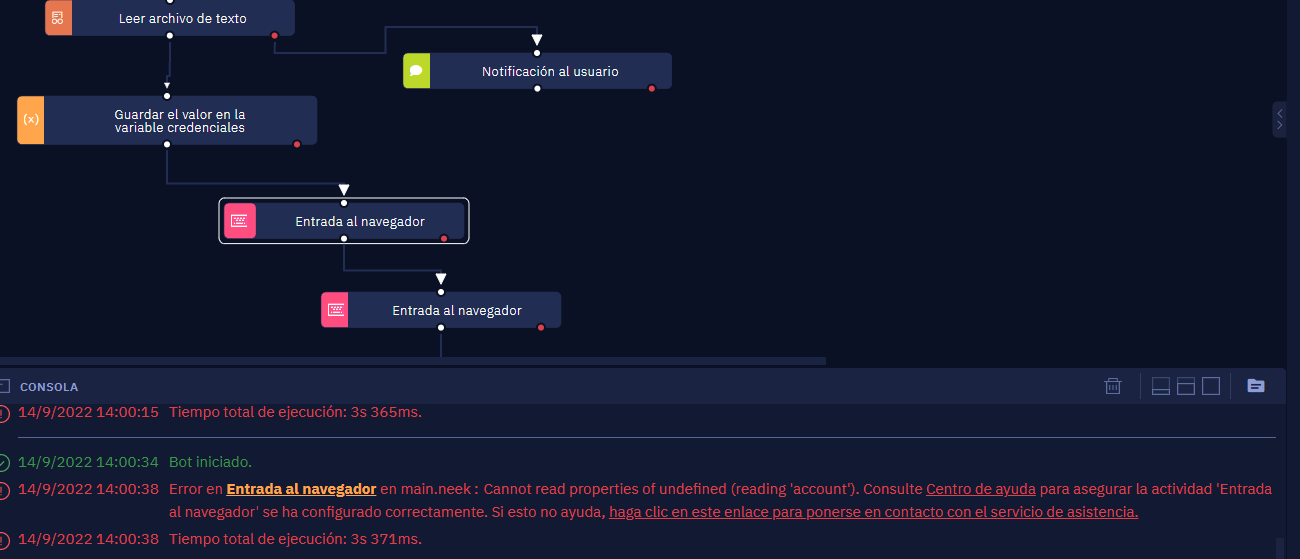 Leer archivo de texto
Notificación al usuario
(x)
Guardar el valor en la
variable credenciales
Entrada al navegador
Entrada al navegador
CONSOLA
14/9/2022 14:00:15 Tiempo total de ejecución: 3s 365ms.
14/9/2022 14:00:34 Bot iniciado.
14/9/2022 14:00:38 Error en Entrada al navegador en main.neek : Cannot read properties of undefined (reading 'account'). Consulte Centro de ayuda para asegurar la actividad 'Entrada
al navegador' se ha configurado correctamente. Si esto no ayuda, haga clic en este enlace para ponerse en contacto con el servicio de asistencia.
14/9/2022 14:00:38 Tiempo total de ejecución: 3s 371ms.